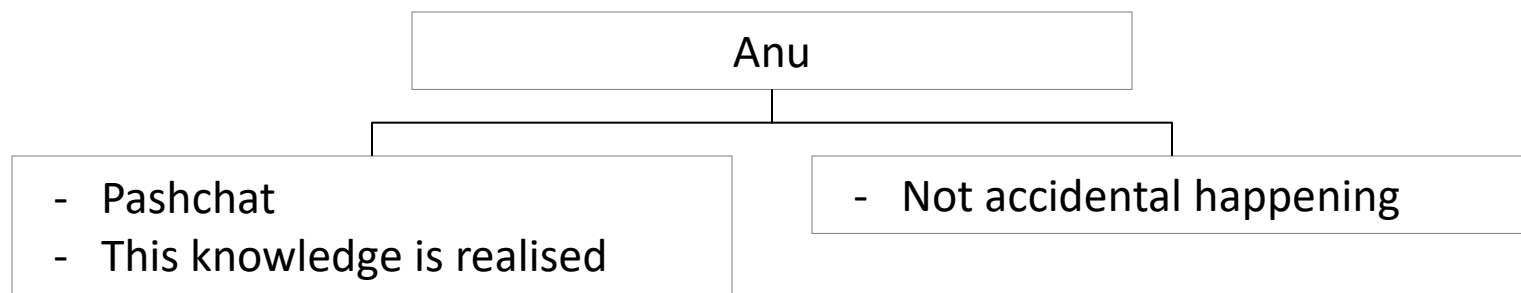 Anu
- Pashchat
- This knowledge is realised
- Not accidental happening